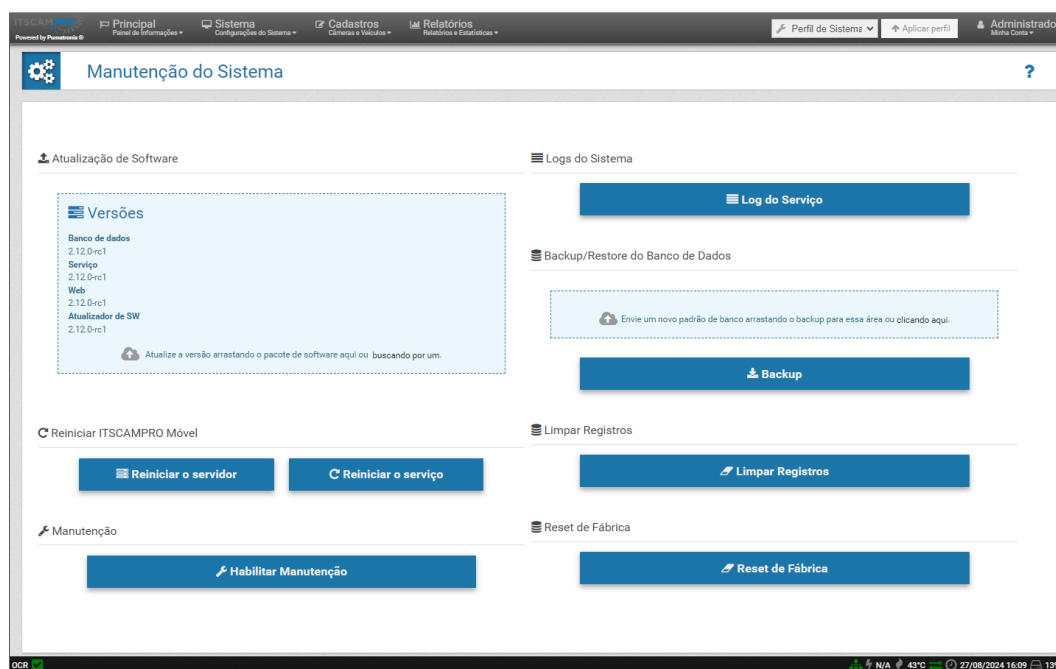 ITSCAMPRO
Powered by Pumatronix ®
Principal
Painel de Informações
Sistema
Configurações do Sistema
Cadastros
Câmeras e Veículos
Relatórios
Relatórios e Estatísticas
Perfil de Sistema
Aplicar perfil
Administrado
Minha Conta
Manutenção do Sistema
?
Atualização de Software
Versões
Banco de dados
2.12.0-rc1
Serviço
2.12.0-rc1
Web
2.12.0-rc1
Atualizador de SW
2.12.0-rc1
Atualize a versão arrastando o pacote de software aqui ou buscando por um.
Reiniciar ITSCAMPRO Móvel
Reiniciar o servidor
Reiniciar o serviço
Manutenção
Habilitar Manutenção
Logs do Sistema
Log do Serviço
Backup/Restore do Banco de Dados
Envie um novo padrão de banco arrastando o backup para essa área ou clicando aqui.
Backup
Limpar Registros
Limpar Registros
Reset de Fábrica
Reset de Fábrica
OCR
N/A
43°C
27/08/2024 16:09